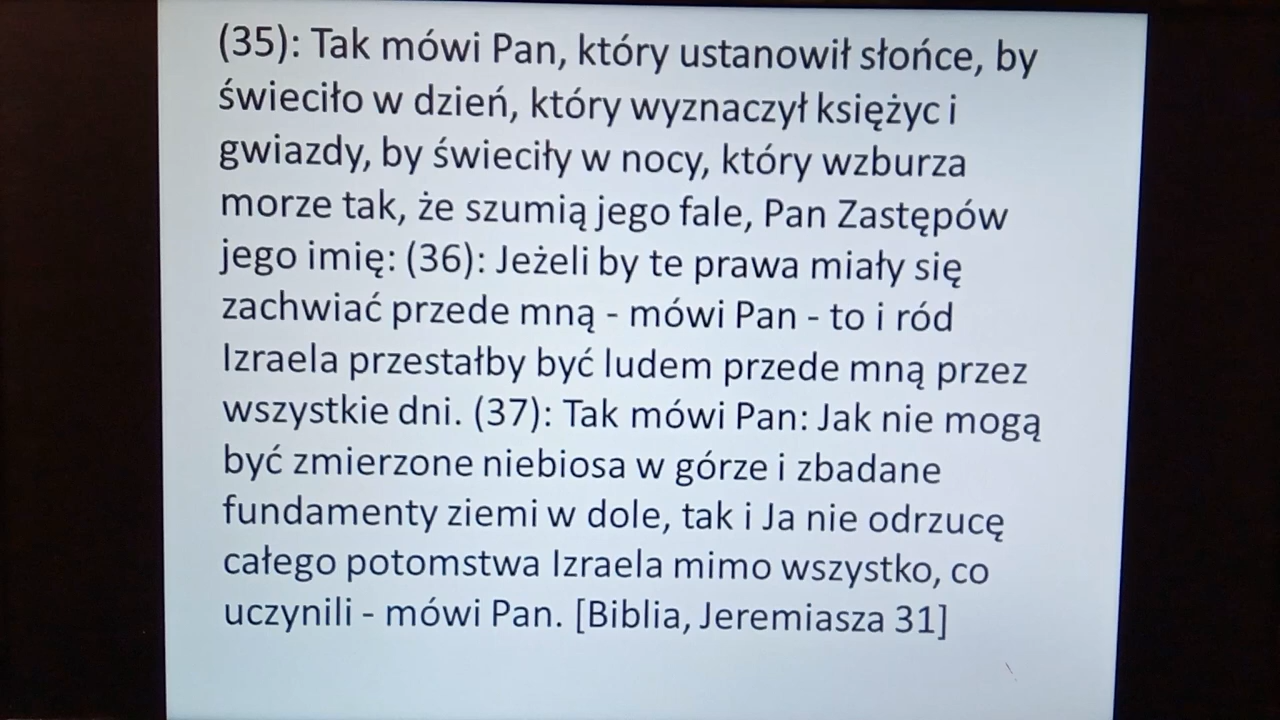 (35): Tak mówi Pan, który ustanowił słońce, by
świeciło w dzień, który wyznaczył księżyc i
gwiazdy, by świeciły w nocy, który wzburza
morze tak, że szumią jego fale, Pan Zastępów
jego imię: (36): Jeżeli by te prawa miały się
zachwiać przede mną - mówi Pan - to i ród
Izraela przestałby być ludem przede mną przez
wszystkie dni. (37): Tak mówi Pan: Jak nie mogą
być zmierzone niebiosa w górze i zbadane
fundamenty ziemi w dole, tak i Ja nie odrzucę
całego potomstwa Izraela mimo wszystko, co
uczynili - mówi Pan. [Biblia, Jeremiasza 31]